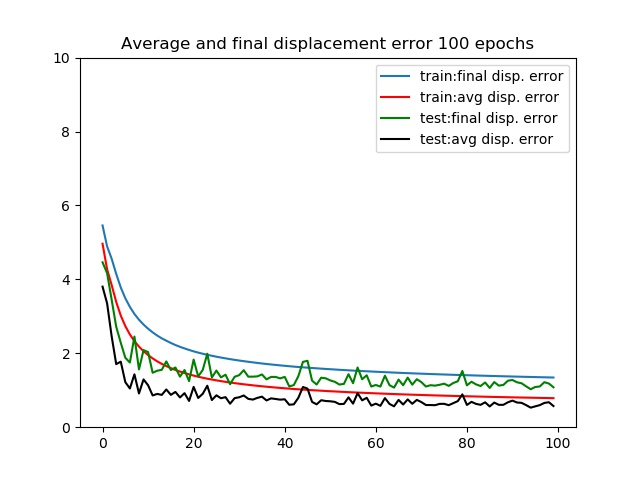 Average and final displacement error 100 epochs
10
8
6
4
2
0
train:final disp. error
train:avg disp. error
test:final disp. error
test:avg disp. error
0 20 40 60 80 100